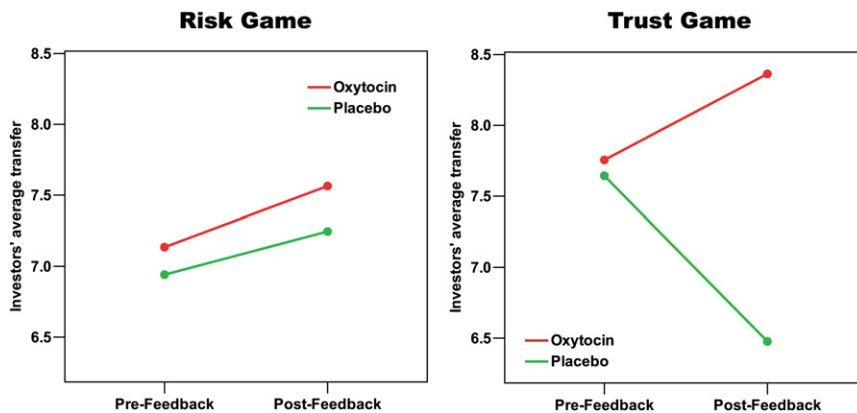 Risk Game
8.5
8.0
7.5
7.0
6.5
Investors' average transfer
Oxytocin
Placebo
Pre-Feedback
Post-Feedback
Trust Game
8.5
8.0
7.5
7.0
6.5
Investors' average transfer
Oxytocin
Placebo
Pre-Feedback
Post-Feedback